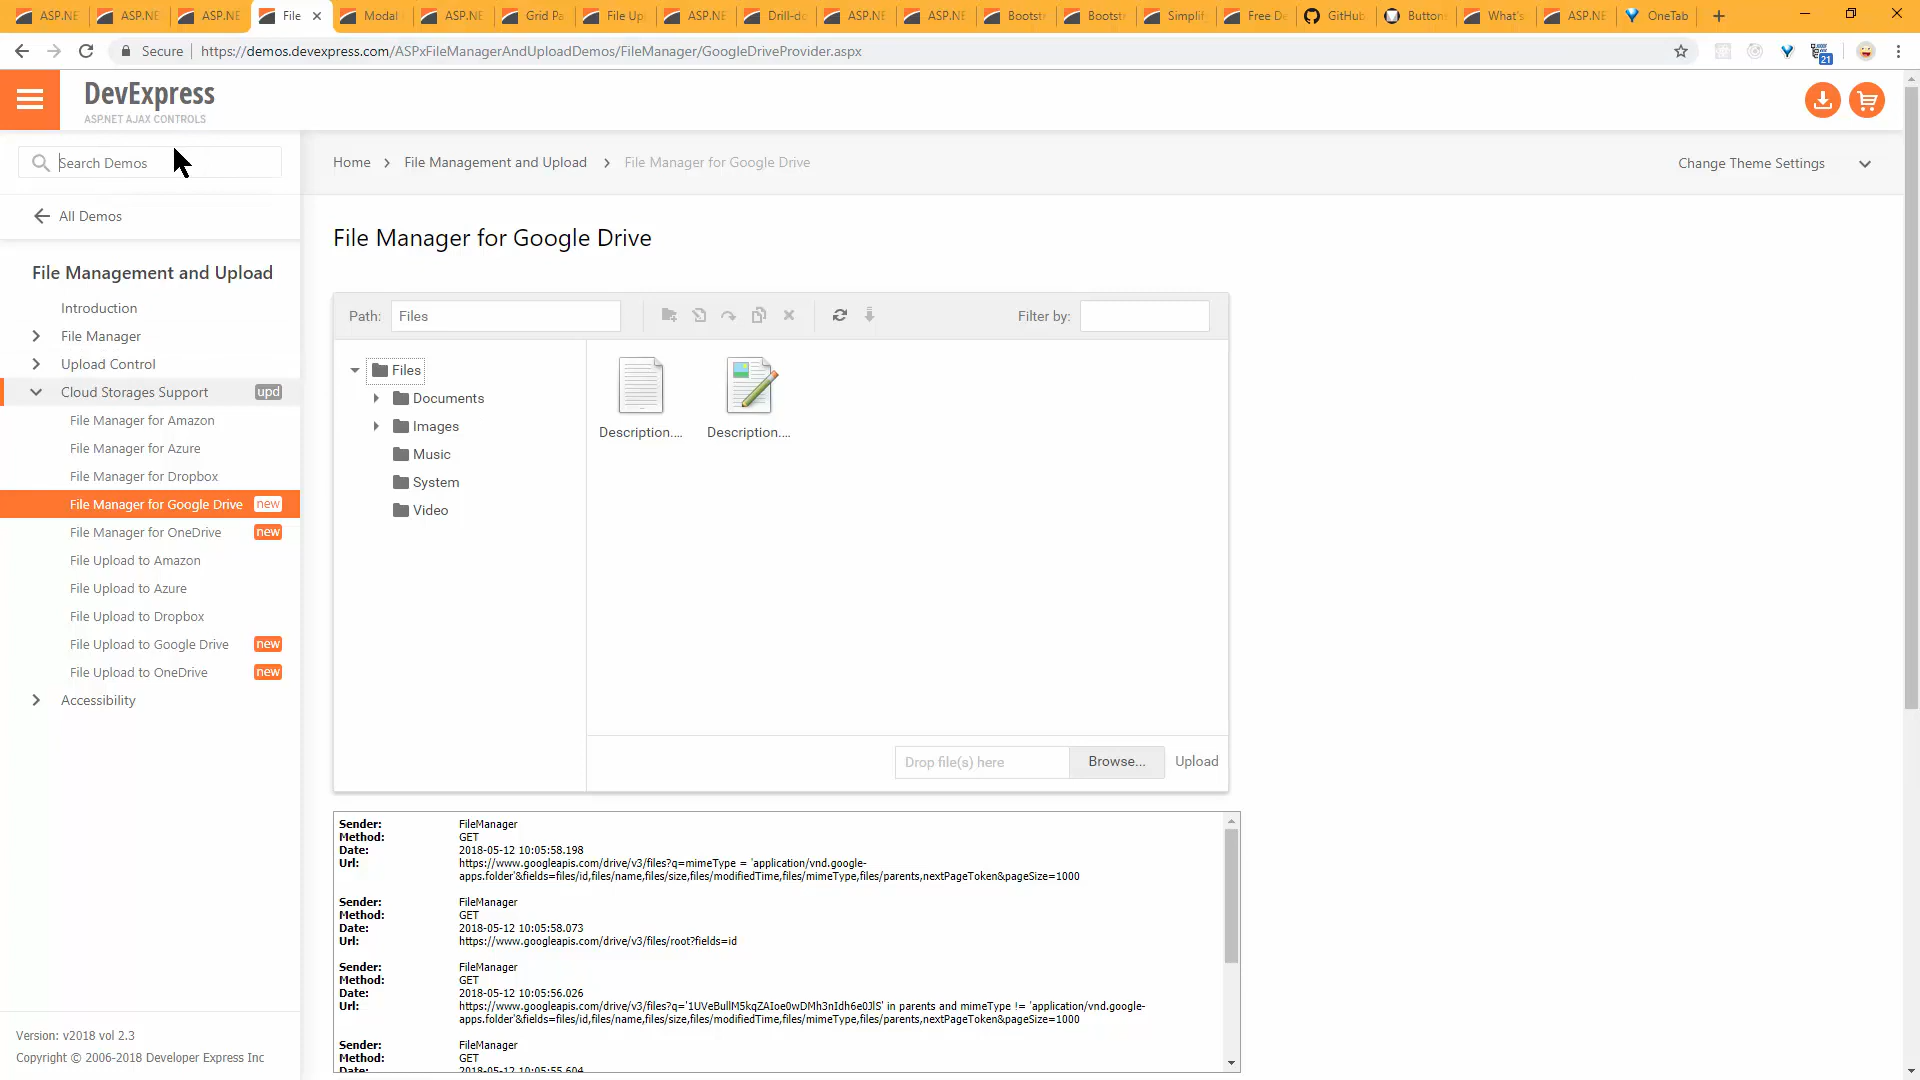 ASP.NE
ASP.NE
ASP.NE
File
Modal
ASP.NE
Grid Pa
File Up
ASP.NE
Drill-do
ASP.NE
ASP.NE
Bootst
Bootst
Simplif
Free De
GitHub
Button
What's
ASP.NE
OneTab
Secure
https://demos.devexpress.com/ASPxFileManagerAndUploadDemos/FileManager/GoogleDriveProvider.aspx
21
DevExpress
ASP.NET AJAX CONTROLS
Search Demos
Home > File Management and Upload > File Manager for Google Drive
Change Theme Settings
All Demos
File Management and Upload
Introduction
File Manager
Upload Control
Cloud Storages Support upd
File Manager for Amazon
File Manager for Azure
File Manager for Dropbox
File Manager for Google Drive new
File Manager for OneDrive new
File Upload to Amazon
File Upload to Azure
File Upload to Dropbox
File Upload to Google Drive new
File Upload to OneDrive new
Accessibility
Version: v2018 vol 2.3
Copyright © 2006-2018 Developer Express Inc
File Manager for Google Drive
Path: Files
Filter by:
Files
Documents
Images
Music
System
Video
Description....
Description....
Drop file(s) here
Browse...
Upload
Sender: FileManager
Method: GET
Date: 2018-05-12 10:05:58.198
Url: https://www.googleapis.com/drive/v3/files?q=mimeType = 'application/vnd.google-
apps.folder'&fields=files/id,files/name,files/size,files/modifiedTime,files/mimeType,files/parents,nextPageToken&pageSize=1000
Sender: FileManager
Method: GET
Date: 2018-05-12 10:05:58.073
Url: https://www.googleapis.com/drive/v3/files/root?fields=id
Sender: FileManager
Method: GET
Date: 2018-05-12 10:05:56.026
Url: https://www.googleapis.com/drive/v3/files?q='1UVeBullM5kqZAIoe0wDMh3nIdh6e0JlS' in parents and mimeType != 'application/vnd.google-
apps.folder'&fields=files/id,files/name,files/size,files/modifiedTime,files/mimeType,files/parents,nextPageToken&pageSize=1000
Sender: FileManager
Method: GET
Date: 2018-05-12 10:05:55.604